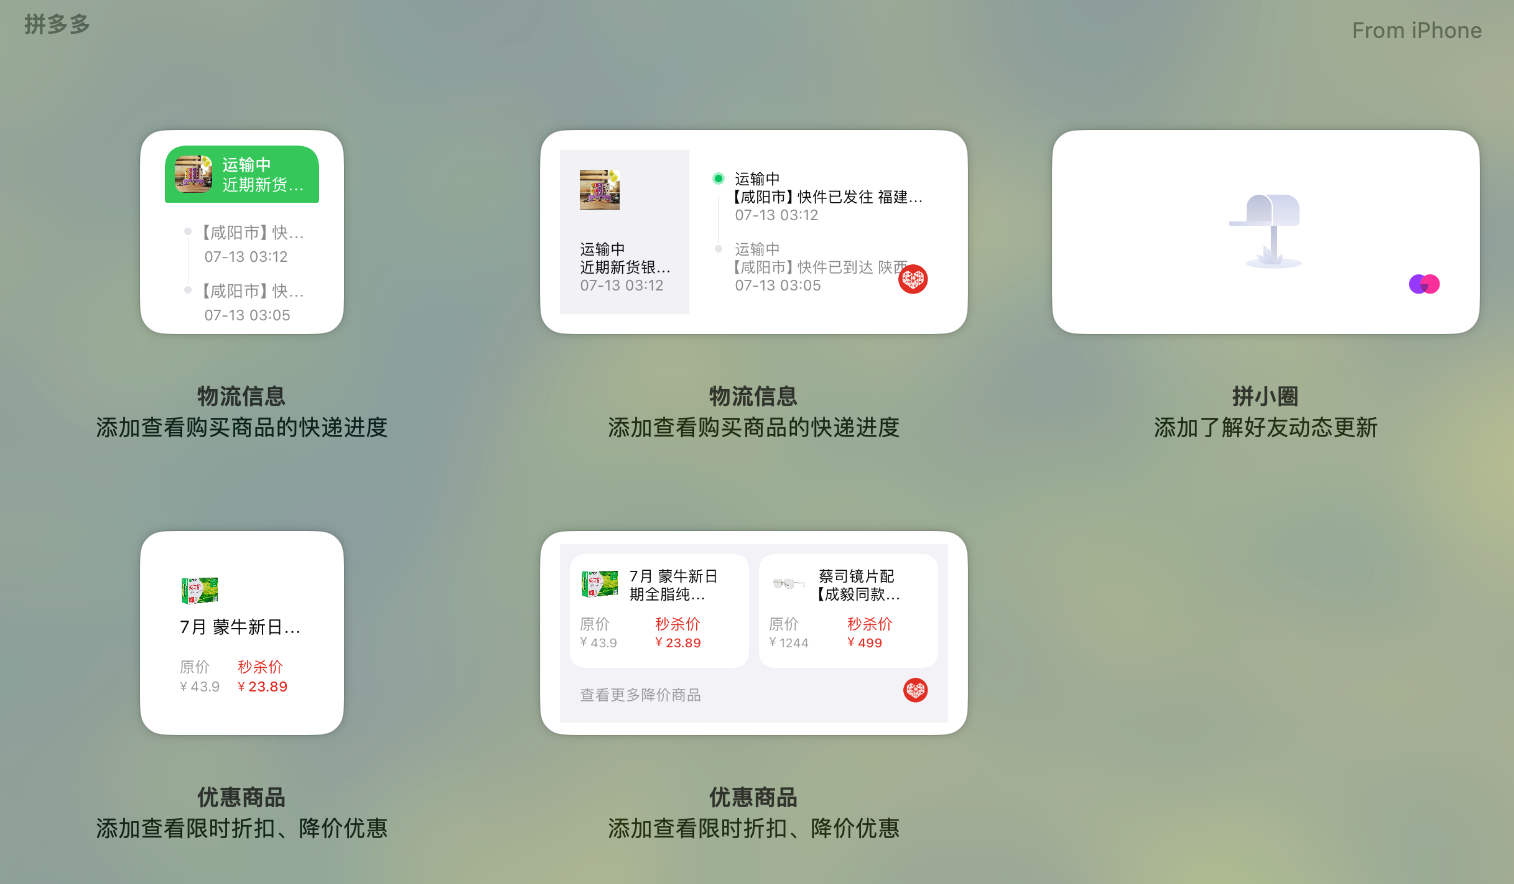 拼多多
From iPhone
运输中
近期新货...
【咸阳市】快...
07-13 03:12
【咸阳市】快...
07-13 03:05
物流信息
添加查看购买商品的快递进度
运输中
近期新货银...
07-13 03:12
运输中
【咸阳市】快件已发往 福建...
07-13 03:12
运输中
【咸阳市】快件已到达 陕西
07-13 03:05
物流信息
添加查看购买商品的快递进度
拼小圈
添加了解好友动态更新
7月 蒙牛新日...
原价 秒杀价
¥ 43.9 ¥ 23.89
优惠商品
添加查看限时折扣、降价优惠
7月 蒙牛新日
期全脂纯...
原价 秒杀价
¥ 43.9 ¥ 23.89
蔡司镜片配
【成毅同款...
原价 秒杀价
¥ 1244 ¥ 499
查看更多降价商品
优惠商品
添加查看限时折扣、降价优惠